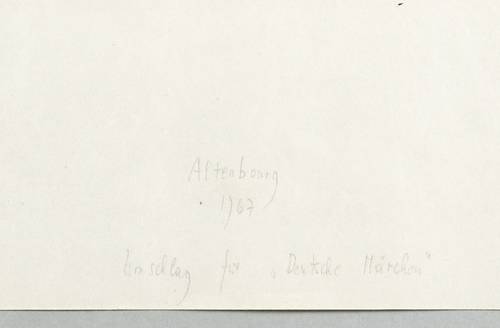 Altenbourg
1967
Umschlag für „Deutsche Märchen"